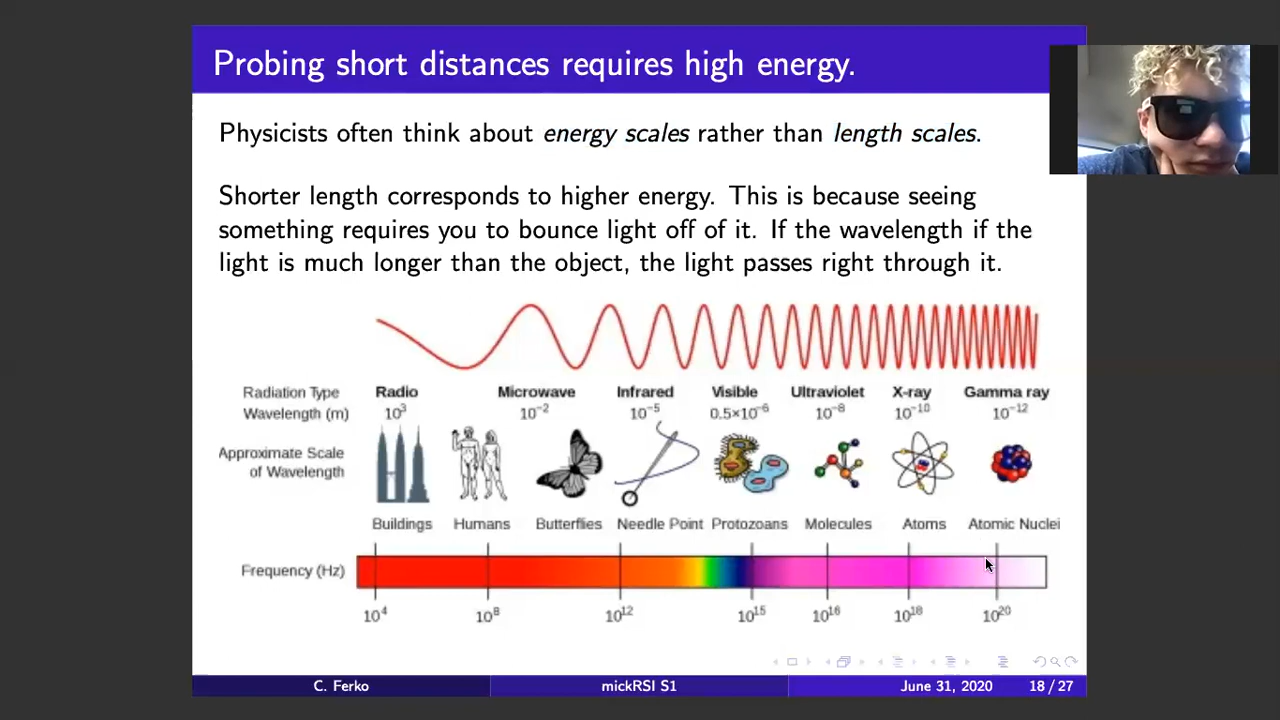 Probing short distances requires high energy.
Physicists often think about energy scales rather than length scales.
Shorter length corresponds to higher energy. This is because seeing
something requires you to bounce light off of it. If the wavelength if the
light is much longer than the object, the light passes right through it.
Radiation Type Radio Microwave Infrared Visible Ultraviolet X-ray Gamma ray
Wavelength (m) 10³ 10⁻² 10⁻⁵ 0.5×10⁻⁶ 10⁻⁸ 10⁻¹⁰ 10⁻¹²
Approximate Scale
of Wavelength
Buildings Humans Butterflies Needle Point Protozoans Molecules Atoms Atomic Nuclei
Frequency (Hz)
10⁴ 10⁸ 10¹² 10¹⁵ 10¹⁶ 10¹⁸ 10²⁰
C. Ferko mickRSI S1 June 31, 2020 18 / 27